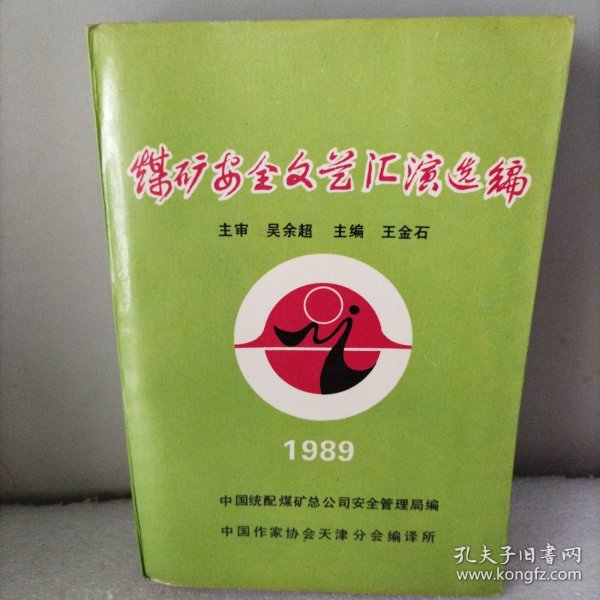 煤矿安全文艺汇演选编
主审 吴余超 主编 王金石
1989
中国统配煤矿总公司安全管理局编
中国作家协会天津分会编译所
孔夫子旧书网
www.kongfz.com